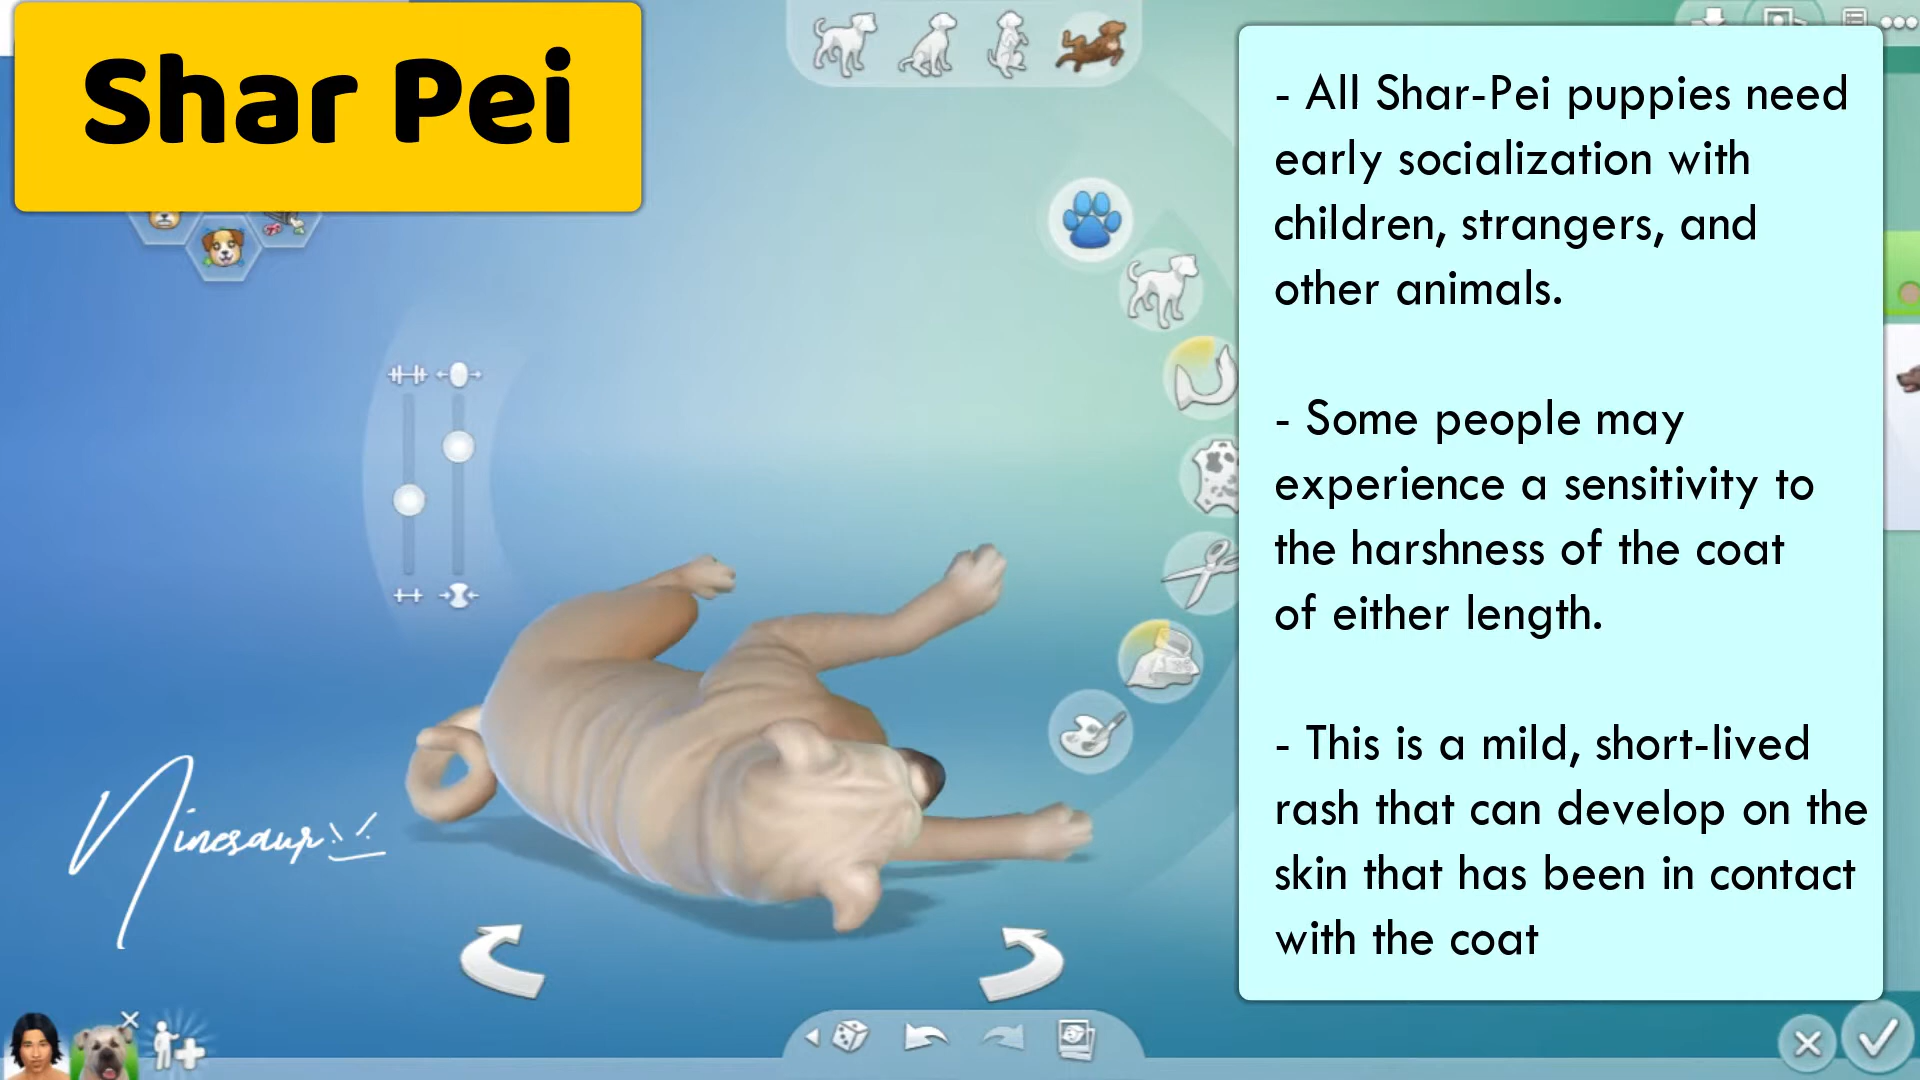 Shar Pei
- All Shar-Pei puppies need
early socialization with
children, strangers, and
other animals.
- Some people may
experience a sensitivity to
the harshness of the coat
of either length.
- This is a mild, short-lived
rash that can develop on the
skin that has been in contact
with the coat
Ninesaur